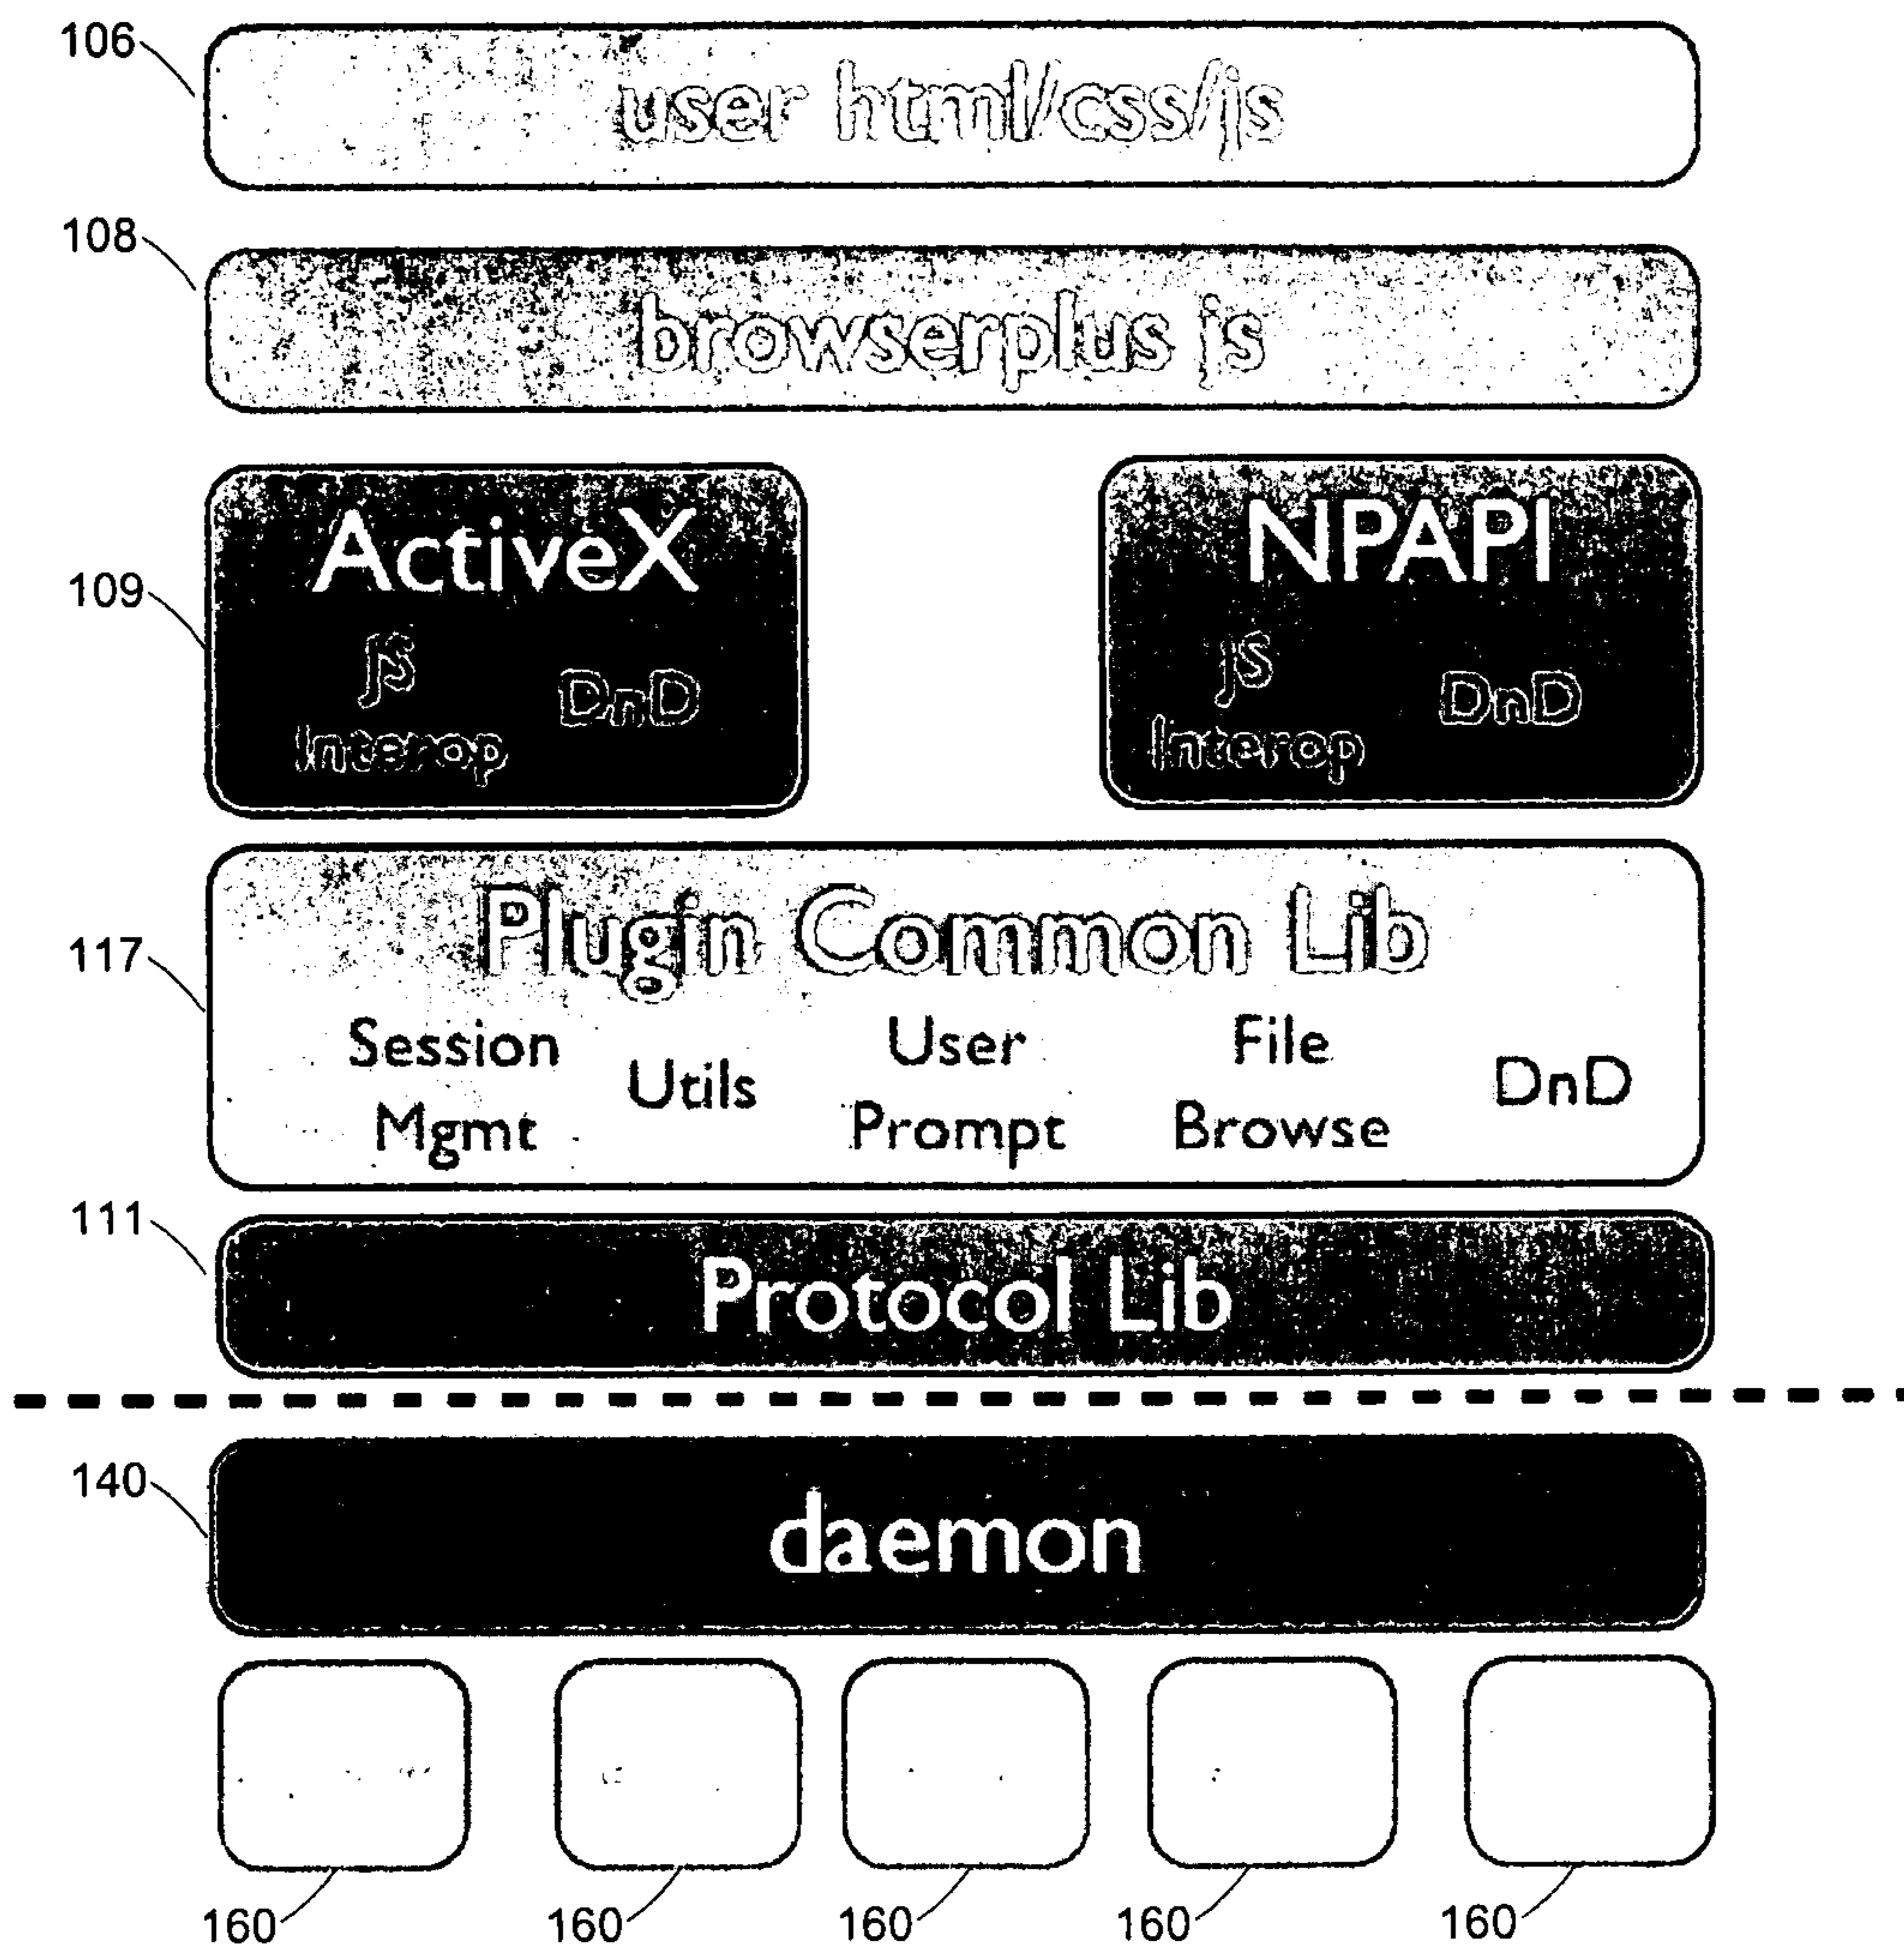 106
user html/css/js
108
browserplus js
109
ActiveX
js
Interop
DnD
NPAPI
js
Interop
DnD
117
Plugin Common Lib
Session
Mgmt
Utils
User
Prompt
File
Browse
DnD
111
Protocol Lib
140
daemon
160
160
160
160
160